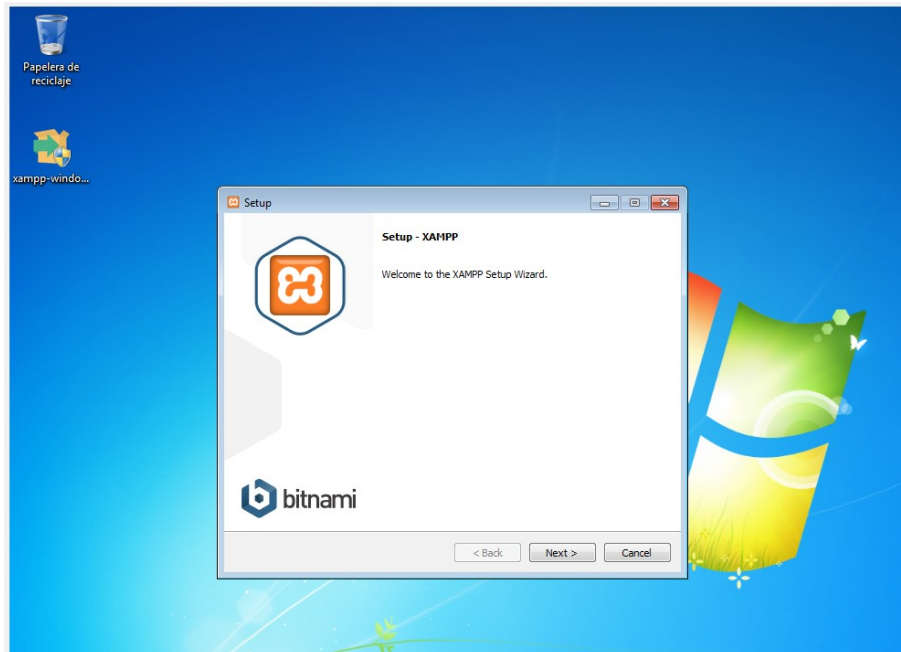 Papelera de
reciclaje
xampp-windo...
Setup
Setup - XAMPP
Welcome to the XAMPP Setup Wizard.
bitnami
< Back
Next >
Cancel